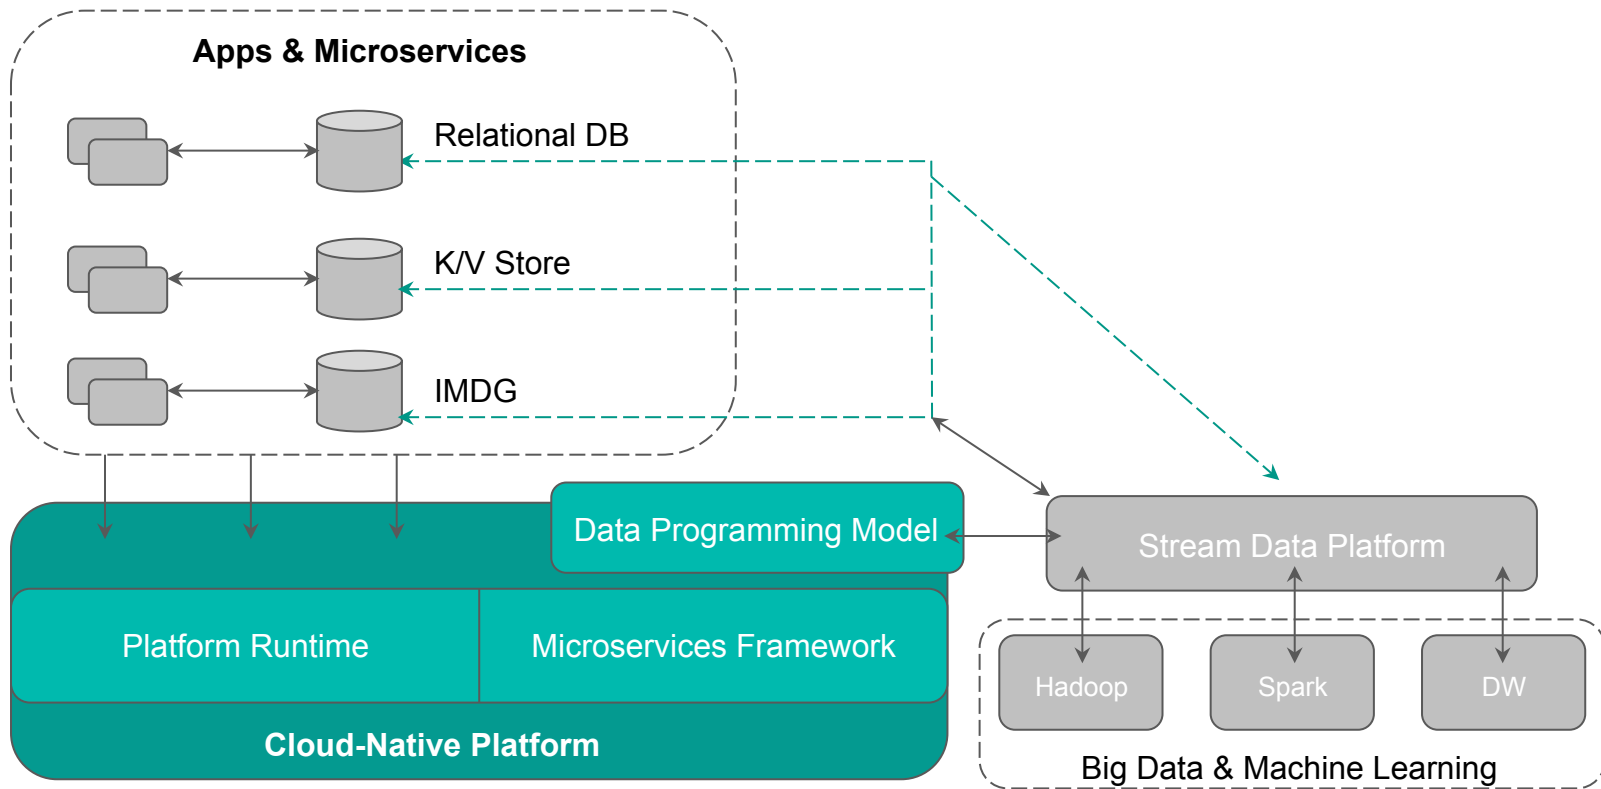 Apps & Microservices
Relational DB
K/V Store
IMDG
Data Programming Model
Stream Data Platform
Platform Runtime
Microservices Framework
Hadoop
Spark
DW
Cloud-Native Platform
Big Data & Machine Learning